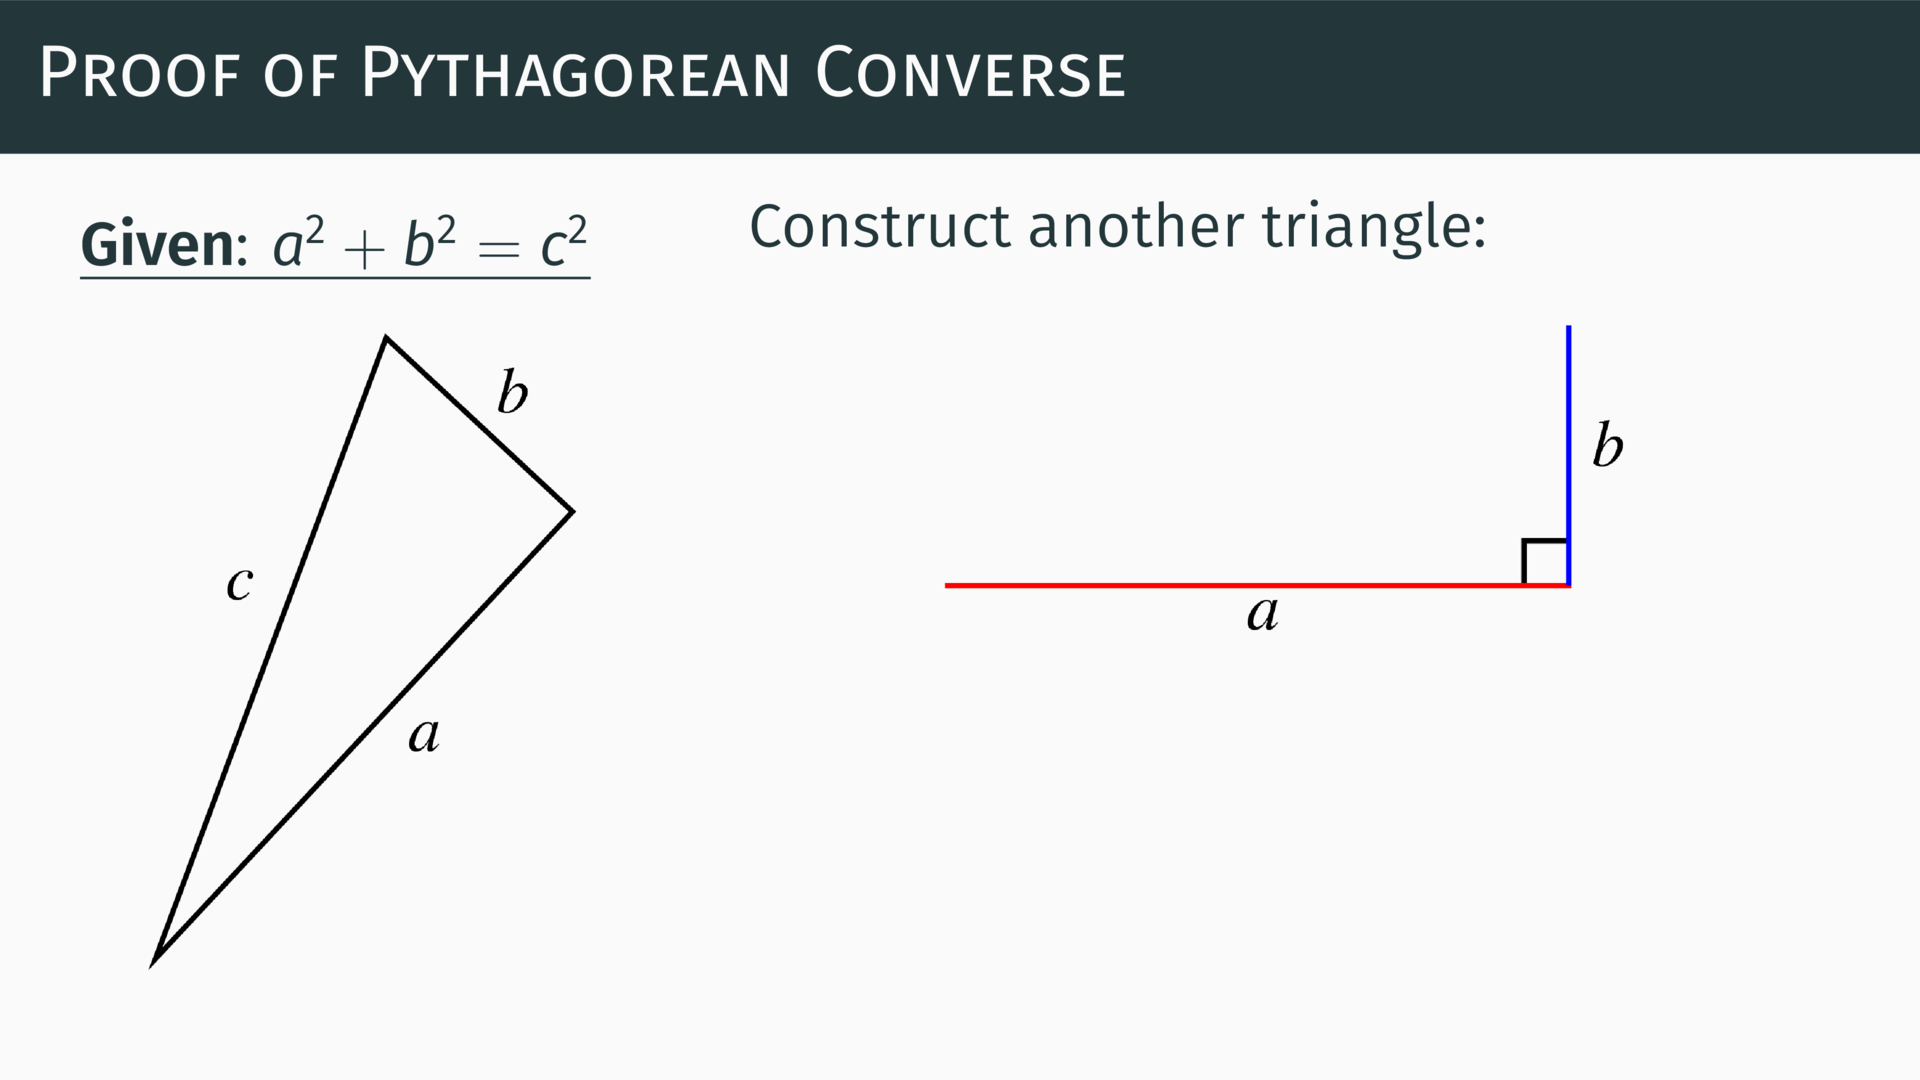 Proof of Pythagorean Converse
Given: a² + b² = c²
Construct another triangle:
b
c
a
b
a